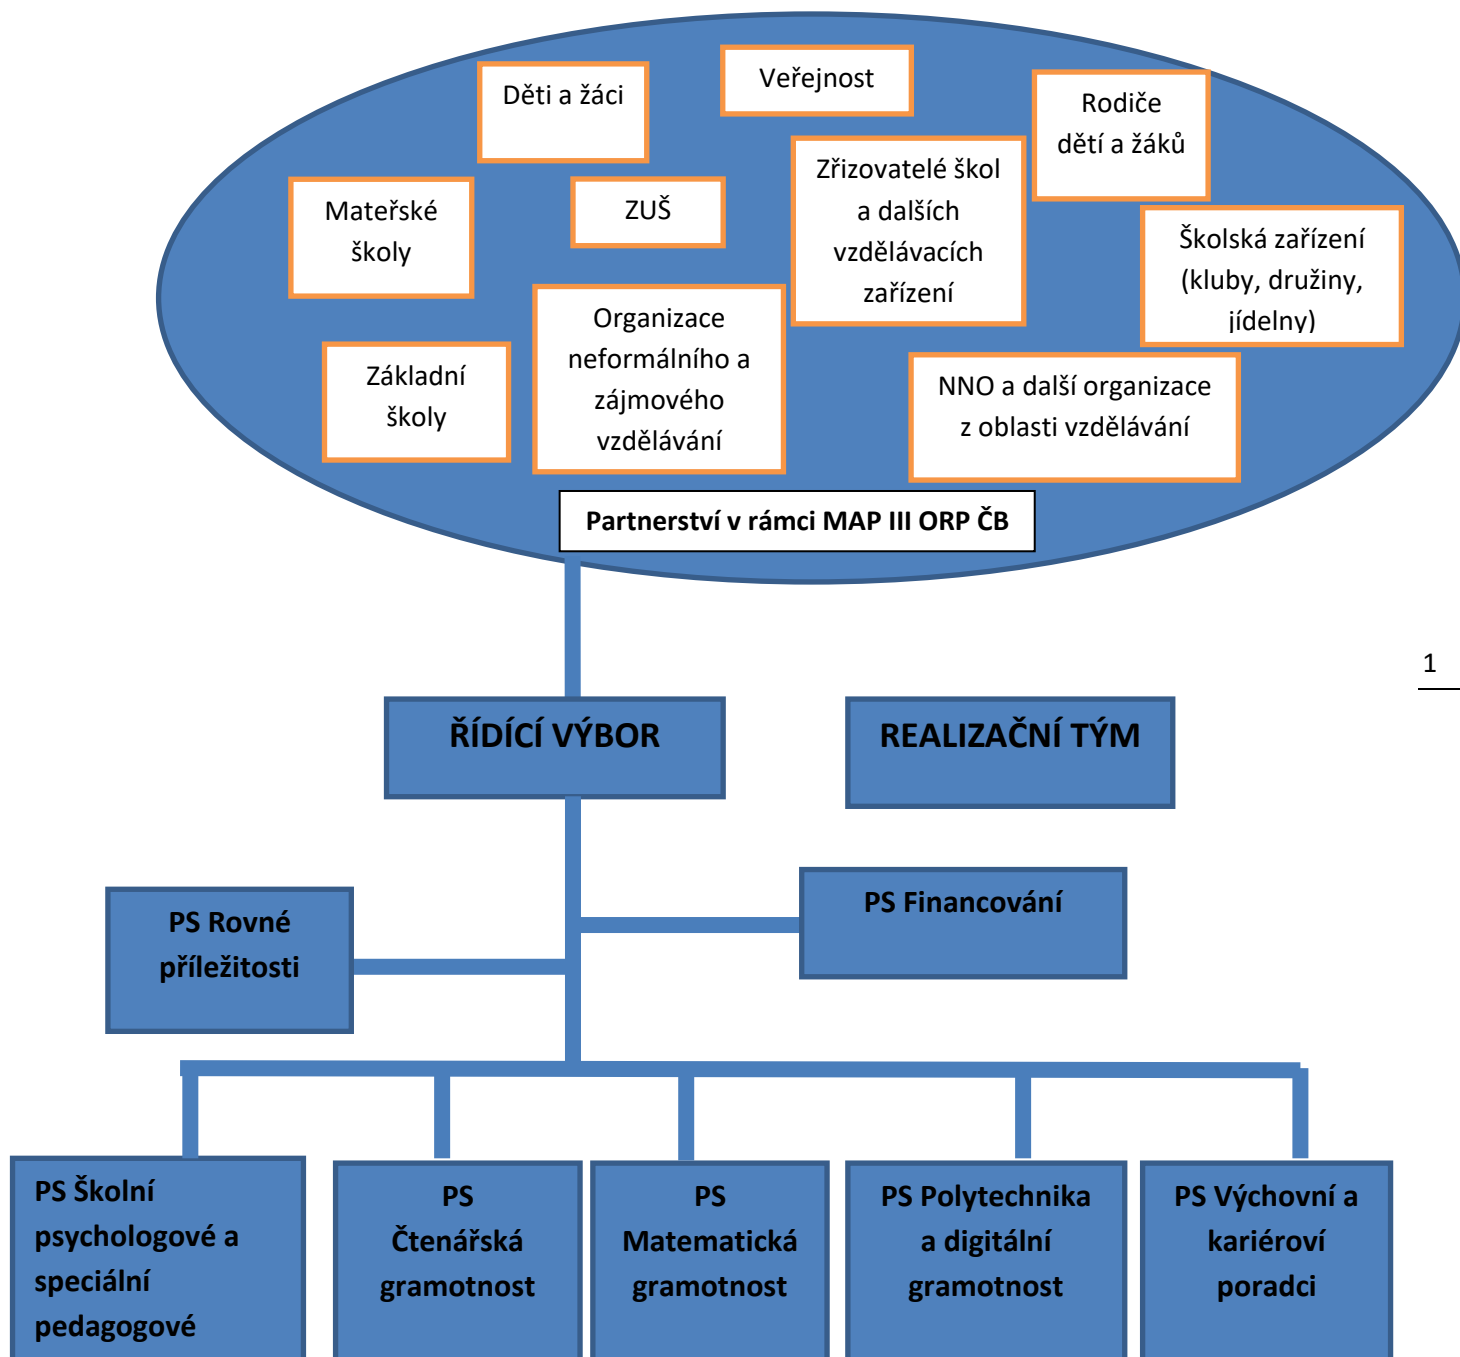 Děti a žáci
Veřejnost
Rodiče
dětí a žáků
Mateřské
školy
ZUŠ
Zřizovatelé škol
a dalších
vzdělávacích
zařízení
Školská zařízení
(kluby, družiny,
jídelny)
Základní
školy
Organizace
neformálního a
zájmového
vzdělávání
NNO a další organizace
z oblasti vzdělávání
Partnerství v rámci MAP III ORP ČB
1
ŘÍDÍCÍ VÝBOR
REALIZAČNÍ TÝM
PS Rovné
příležitosti
PS Financování
PS Školní
psychologové a
speciální
pedagogové
PS
Čtenářská
gramotnost
PS
Matematická
gramotnost
PS Polytechnika
a digitální
gramotnost
PS Výchovní a
kariéroví
poradci